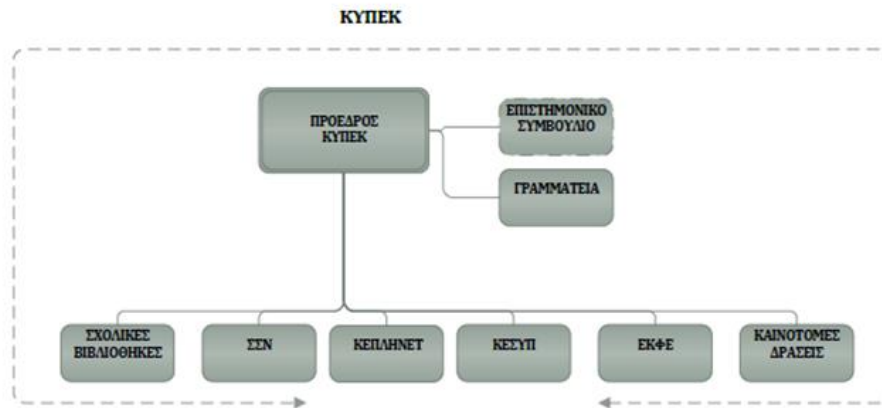 ΚΥΠΕΚ
ΠΡΟΕΔΡΟΣ
ΚΥΠΕΚ
ΕΠΙΣΤΗΜΟΝΙΚΟ
ΣΥΜΒΟΥΛΙΟ
ΓΡΑΜΜΑΤΕΙΑ
ΣΧΟΛΙΚΕΣ
ΒΙΒΛΙΟΘΗΚΕΣ
ΣΣΝ
ΚΕΠΛΗΝΕΤ
ΚΕΣΥΠ
ΕΚΦΕ
ΚΑΙΝΟΤΟΜΕΣ
ΔΡΑΣΕΙΣ